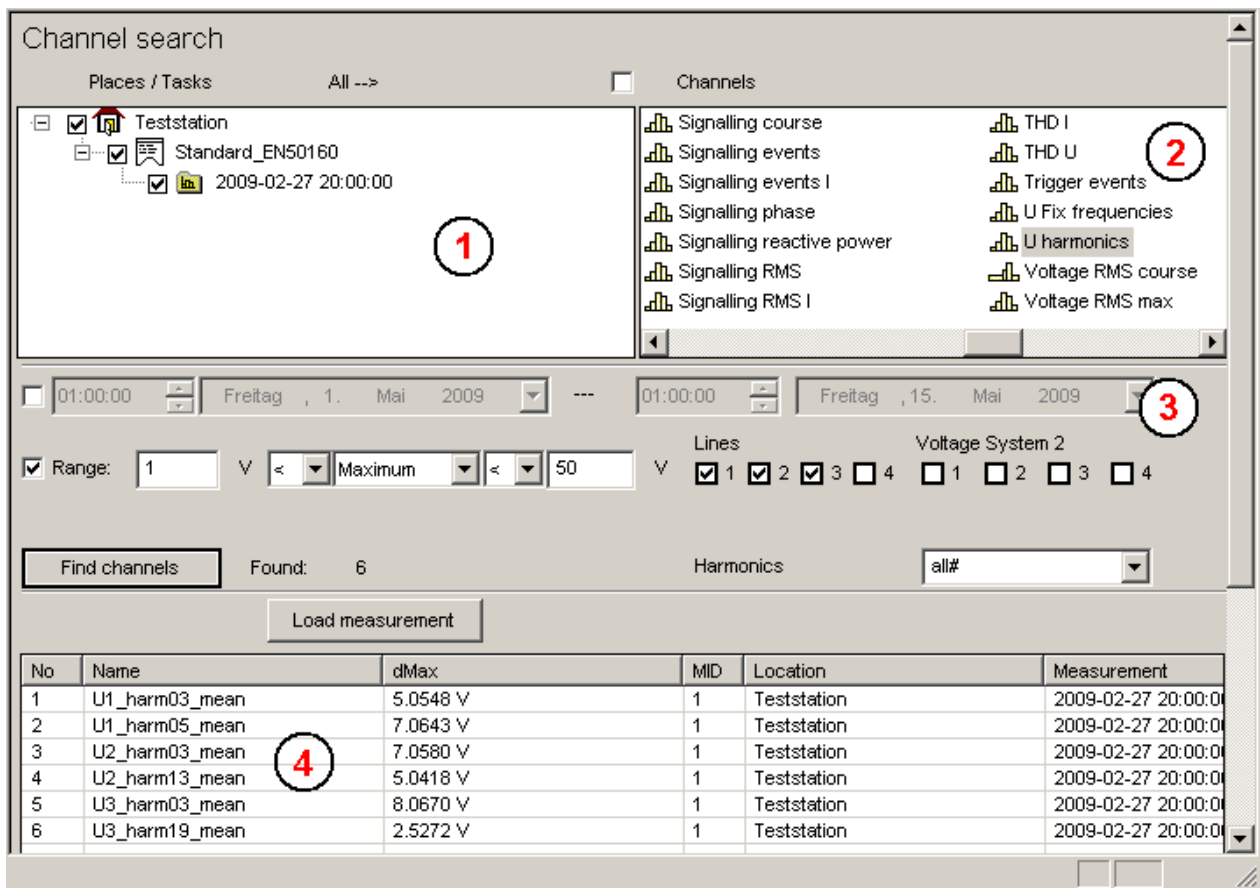 Channel search
Places / Tasks All --> Channels
Teststation
Standard_EN50160
2009-02-27 20:00:00
1
Signalling course
Signalling events
Signalling events I
Signalling phase
Signalling reactive power
Signalling RMS
Signalling RMS I
THD I
THD U
Trigger events
U Fix frequencies
U harmonics
Voltage RMS course
Voltage RMS max
2
01:00:00 Freitag , 1. Mai 2009 --- 01:00:00 Freitag , 15. Mai 2009
3
Lines Voltage System 2
Range: 1 V < Maximum < 50 V 1 2 3 4 1 2 3 4
Find channels Found: 6 Harmonics all#
Load measurement
No Name dMax MID Location Measurement
1 U1_harm03_mean 5.0548 V 1 Teststation 2009-02-27 20:00:0
2 U1_harm05_mean 7.0643 V 1 Teststation 2009-02-27 20:00:0
3 U2_harm03_mean 7.0580 V 1 Teststation 2009-02-27 20:00:0
4 U2_harm13_mean 5.0418 V 1 Teststation 2009-02-27 20:00:0
5 U3_harm03_mean 8.0670 V 1 Teststation 2009-02-27 20:00:0
6 U3_harm19_mean 2.5272 V 1 Teststation 2009-02-27 20:00:0
4